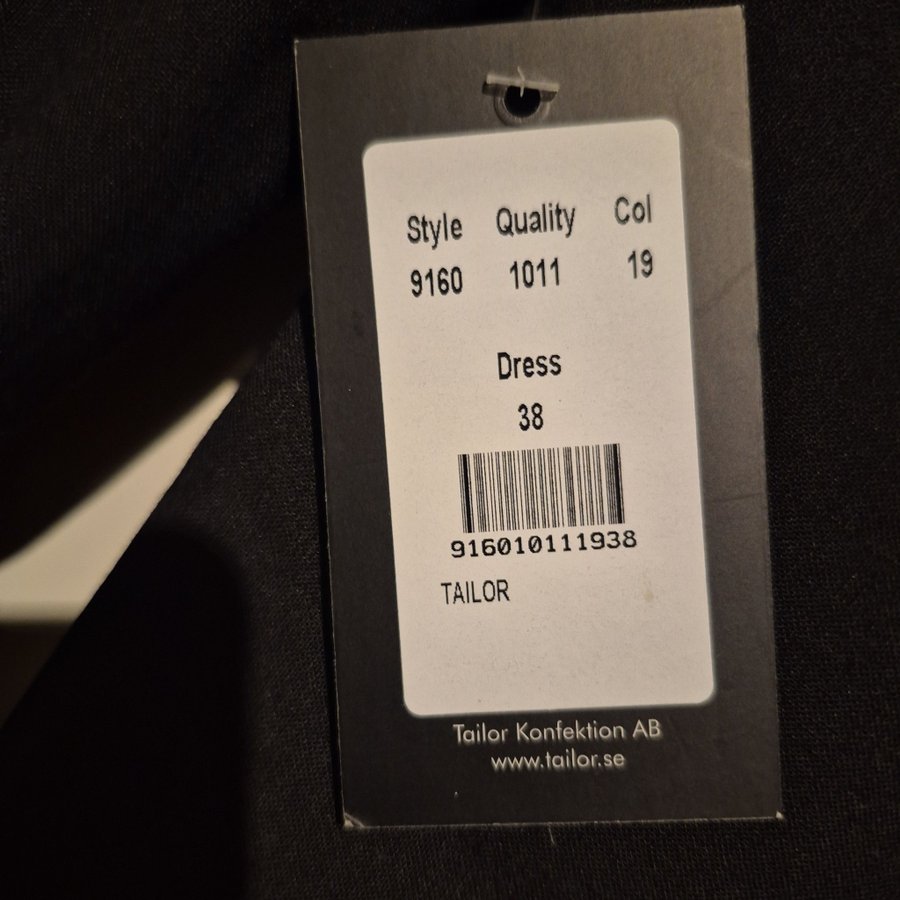 Style Quality Col
9160 1011 19
Dress
38
916010111938
TAILOR
Tailor Konfektion AB
www.tailor.se